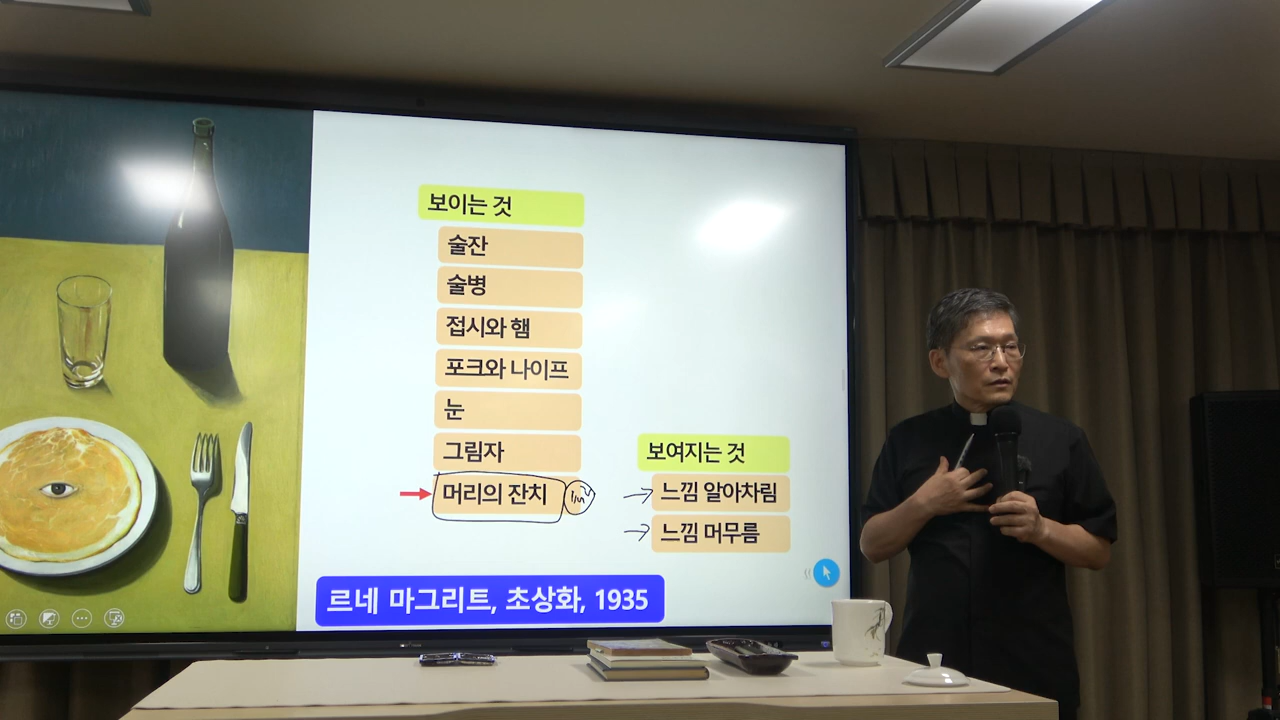 보이는 것
술잔
술병
접시와 햄
포크와 나이프
눈
그림자
머리의 잔치
보여지는 것
느낌 알아차림
느낌 머무름
르네 마그리트, 초상화, 1935